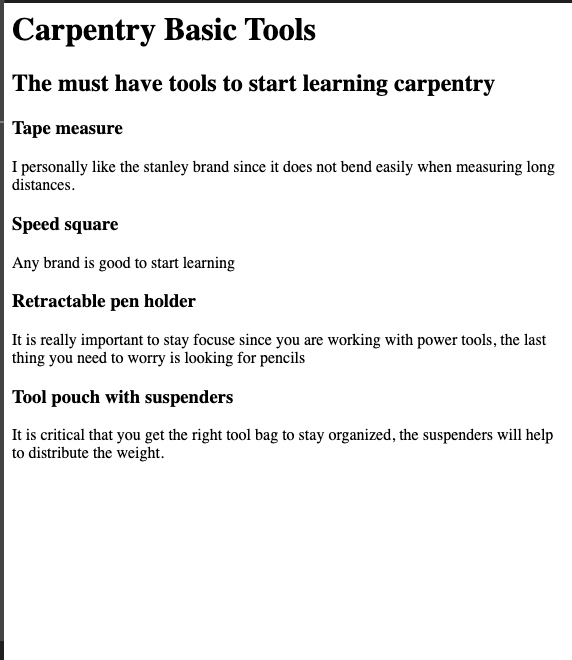 Carpentry Basic Tools
The must have tools to start learning carpentry
Tape measure
I personally like the stanley brand since it does not bend easily when measuring long
distances.
Speed square
Any brand is good to start learning
Retractable pen holder
It is really important to stay focuse since you are working with power tools, the last
thing you need to worry is looking for pencils
Tool pouch with suspenders
It is critical that you get the right tool bag to stay organized, the suspenders will help
to distribute the weight.